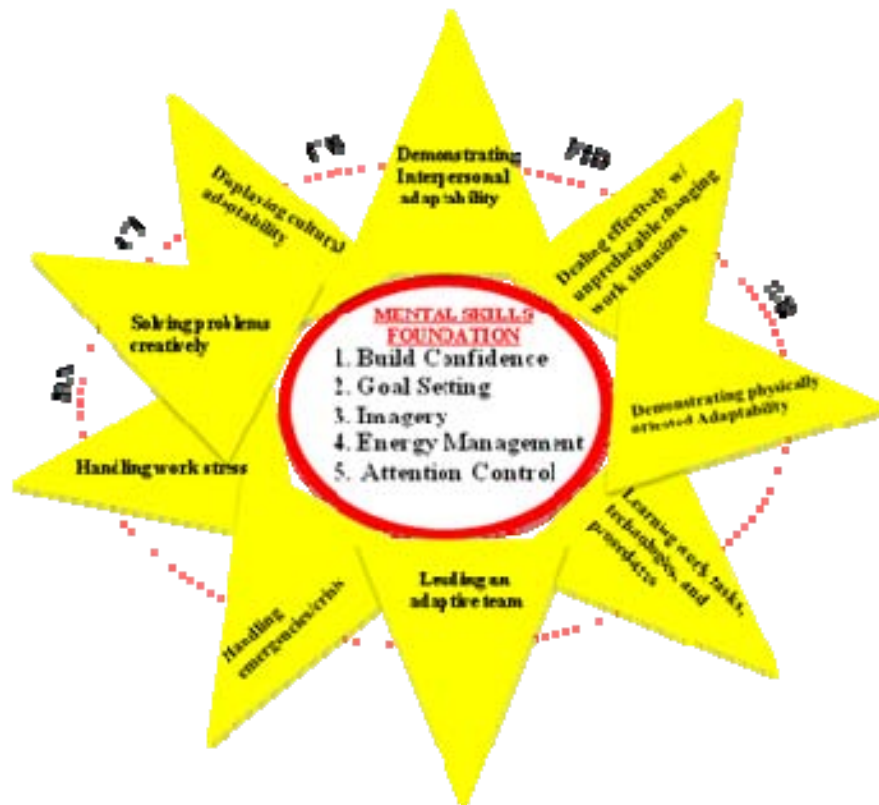 Demonstrating
Interpersonal
adaptability
Dealing effectively w/
unpredictable changing
work situations
Demonstrating physically
oriented Adaptability
Learning work, tasks,
technologies, and
procedures
Leading an
adaptive team
Handling
emergencies/crisis
Handling work stress
Solving problems
creatively
Displaying cultural
adaptability
MENTAL SKILLS
FOUNDATION
1. Build Confidence
2. Goal Setting
3. Imagery
4. Energy Management
5. Attention Control